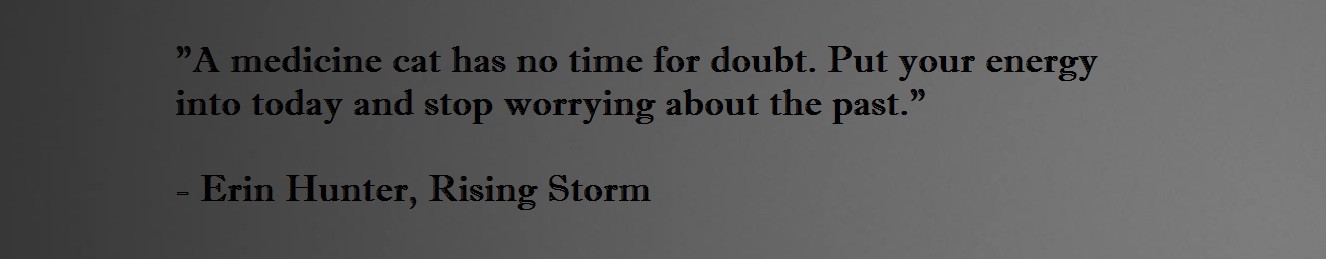 ”A medicine cat has no time for doubt. Put your energy
into today and stop worrying about the past.”
- Erin Hunter, Rising Storm